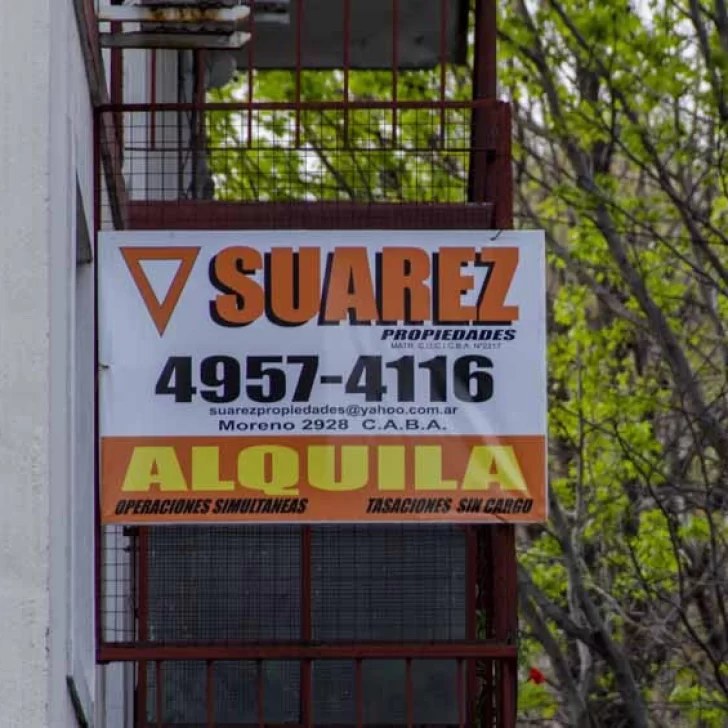 SUAREZ
PROPIEDADES
4957-4116
suarezpropiedades@yahoo.com.ar
Moreno 2928 C.A.B.A.
ALQUILA
OPERACIONES SIMULTANEAS TASACIONES SIN CARGO